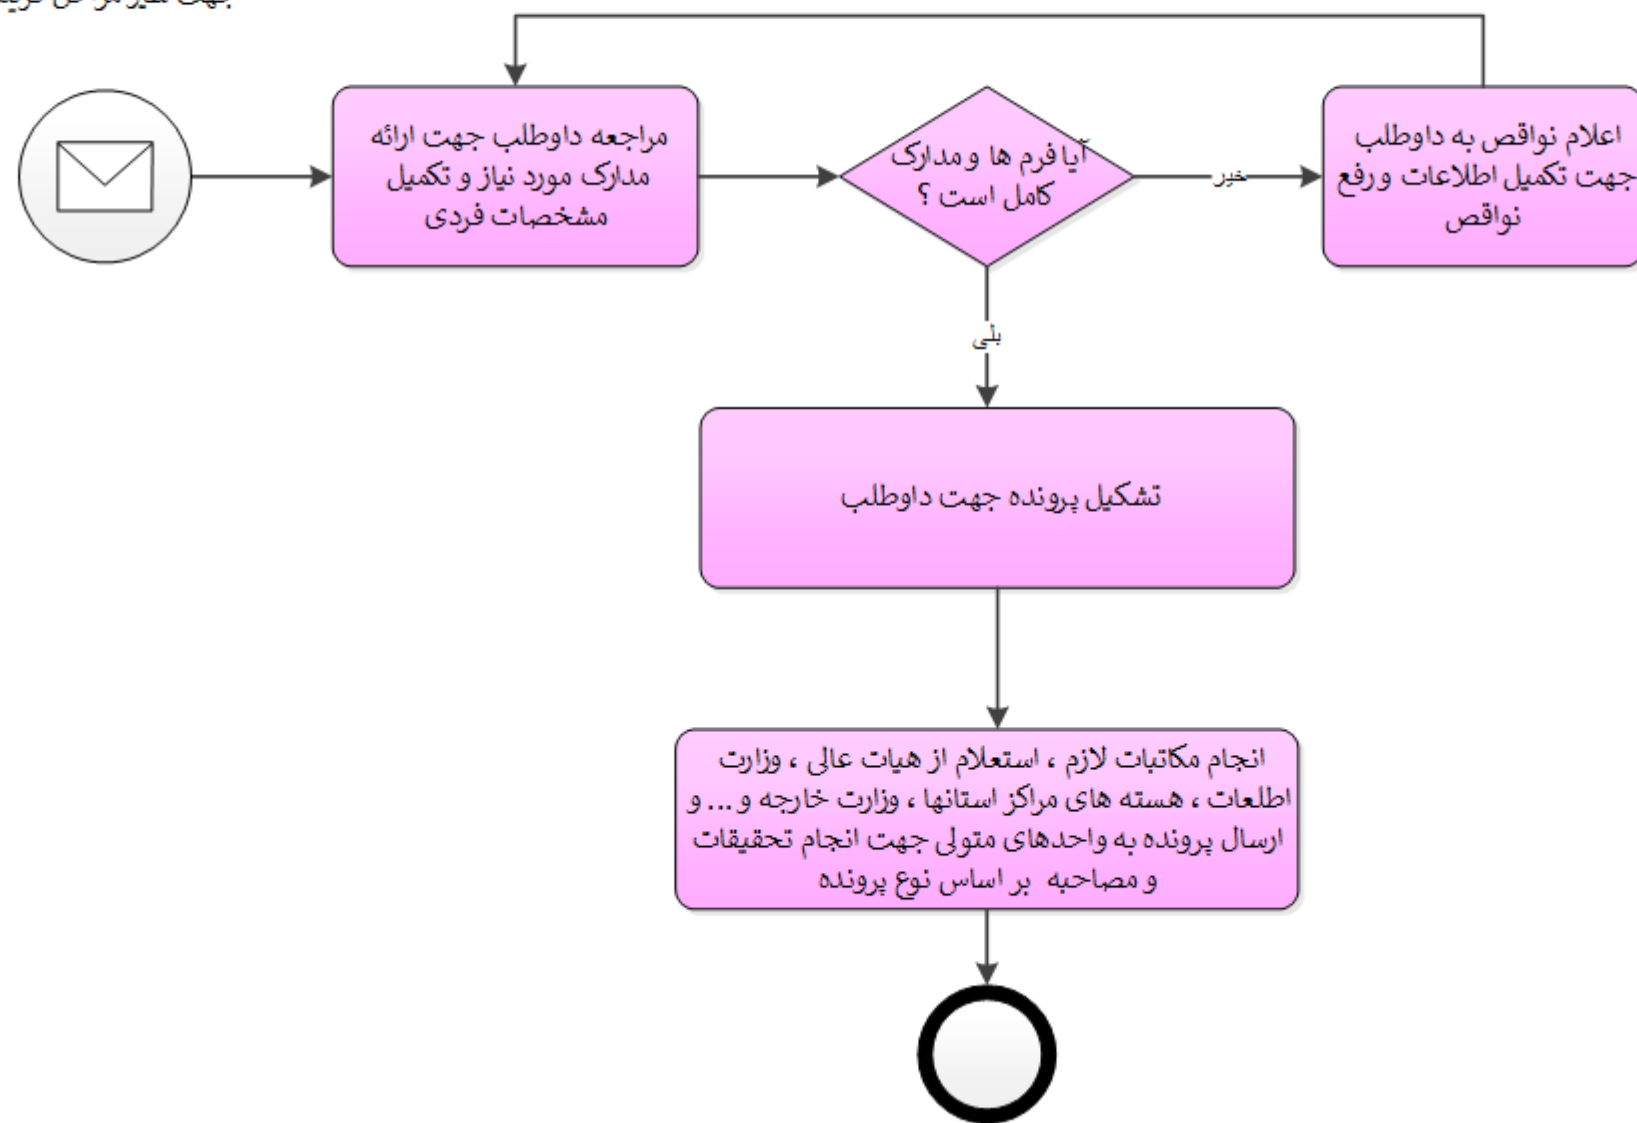 مراجعه داوطلب جهت ارائه
مدارک مورد نیاز و تکمیل
مشخصات فردی
آیا فرم ها و مدارک
کامل است ؟
خیر
اعلام نواقص به داوطلب
جهت تکمیل اطلاعات و رفع
نواقص
بلی
تشکیل پرونده جهت داوطلب
انجام مکاتبات لازم ، استعلام از هیات عالی ، وزارت
اطلعات ، هسته های مراکز استانها ، وزارت خارجه و ... و
ارسال پرونده به واحدهای متولی جهت انجام تحقیقات
و مصاحبه بر اساس نوع پرونده